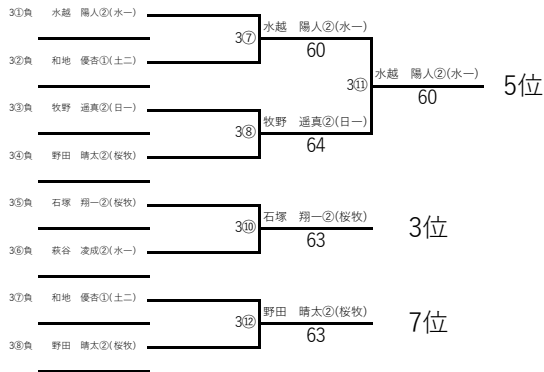 3①負 水越 陽人②(水一)
水越 陽人②(水一)
3⑦
60
3②負 和地 優杏①(土二)
水越 陽人②(水一)
3⑪
60
5位
3③負 牧野 遥真②(日一)
牧野 遥真②(日一)
3⑧
64
3④負 野田 晴太②(桜牧)
3⑤負 石塚 翔一②(桜牧)
石塚 翔一②(桜牧)
3⑩
63
3位
3⑥負 萩谷 凌成②(水一)
3⑦負 和地 優杏①(土二)
野田 晴太②(桜牧)
3⑫
63
7位
3⑧負 野田 晴太②(桜牧)